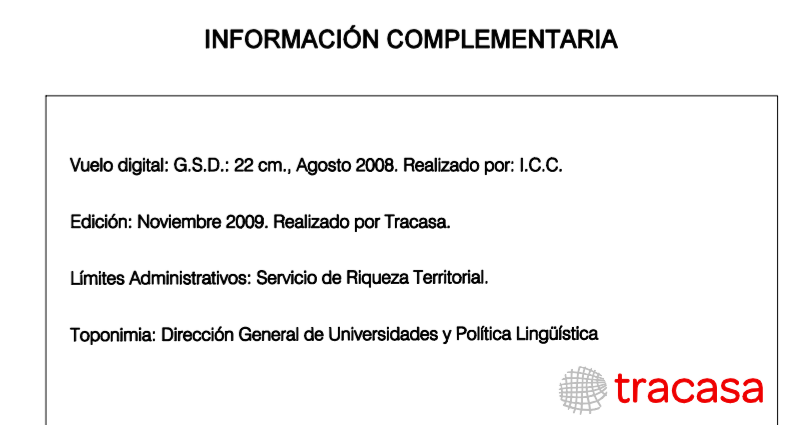 INFORMACIÓN COMPLEMENTARIA
Vuelo digital: G.S.D.: 22 cm., Agosto 2008. Realizado por: I.C.C.
Edición: Noviembre 2009. Realizado por Tracasa.
Límites Administrativos: Servicio de Riqueza Territorial.
Toponimia: Dirección General de Universidades y Política Lingüística
tracasa